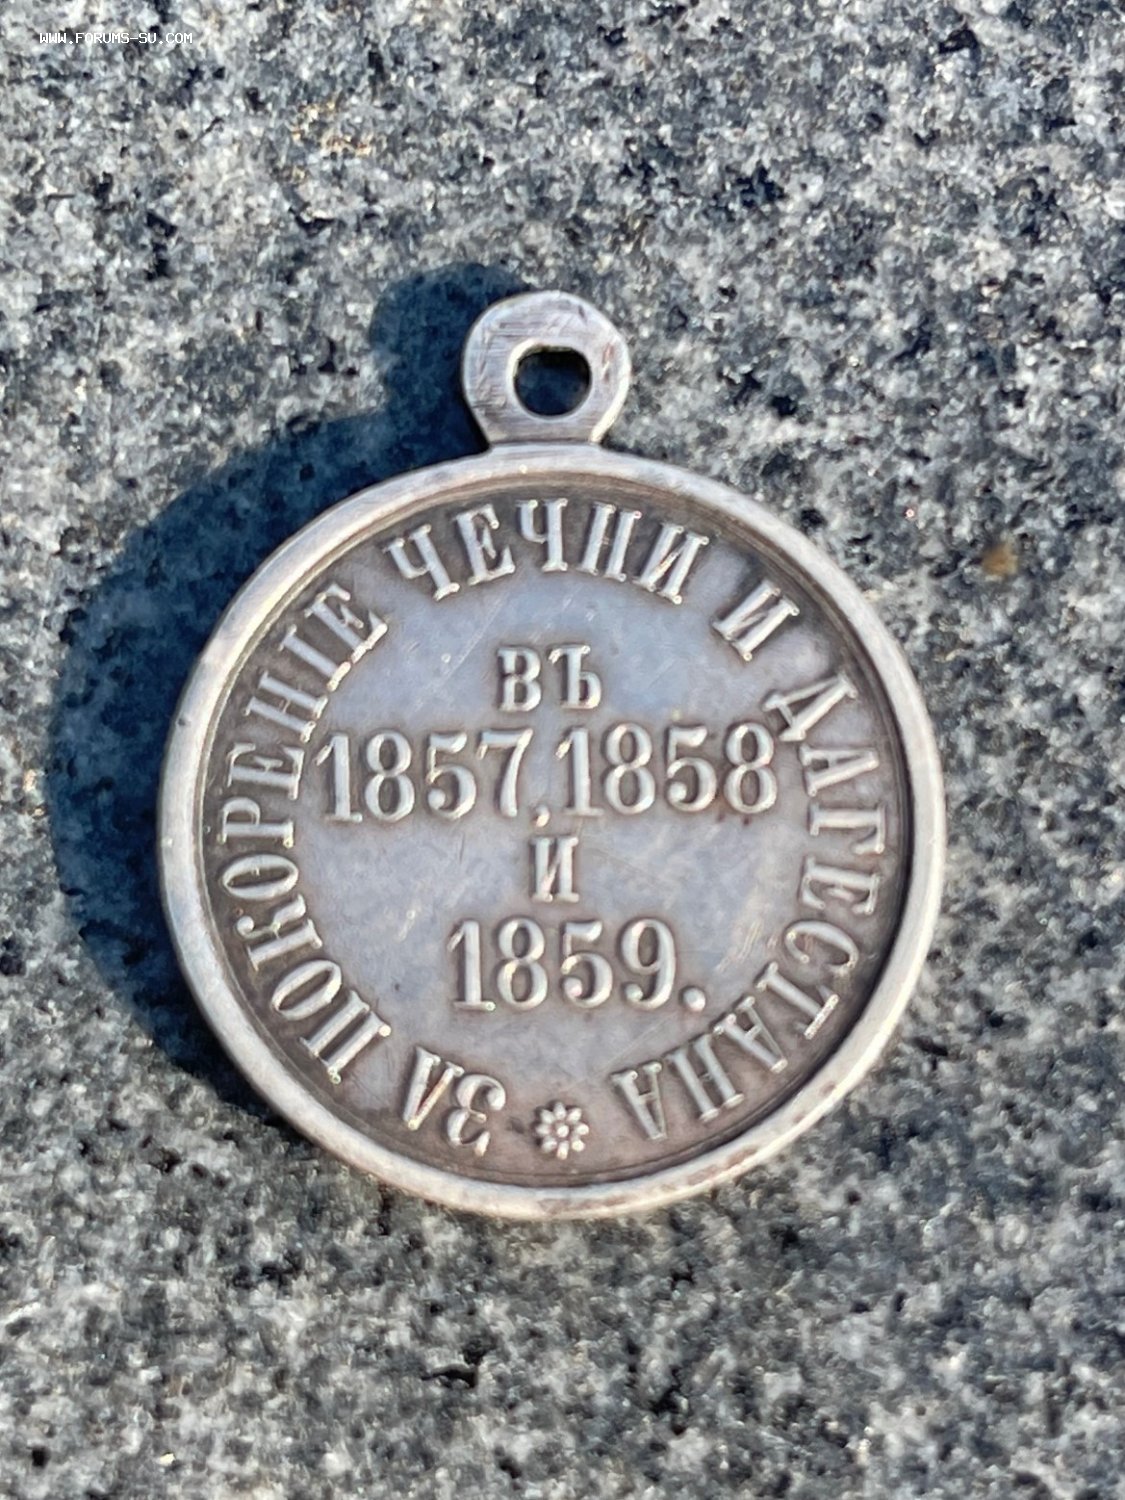 WWW.FORUMS-SU.COM
ЗА ПОКОРЕНІЕ ЧЕЧНИ И ДАГЕСТАНА
ВЪ
1857,1858
И
1859.